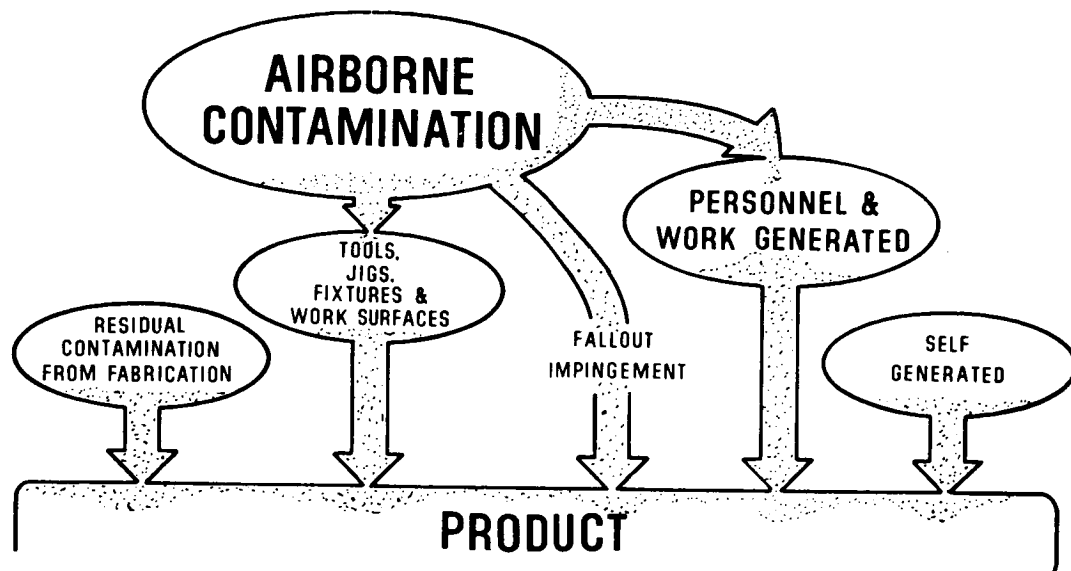 AIRBORNE
CONTAMINATION
PERSONNEL &
WORK GENERATED
TOOLS,
JIGS,
FIXTURES &
WORK SURFACES
RESIDUAL
CONTAMINATION
FROM FABRICATION
FALLOUT
IMPINGEMENT
SELF
GENERATED
PRODUCT